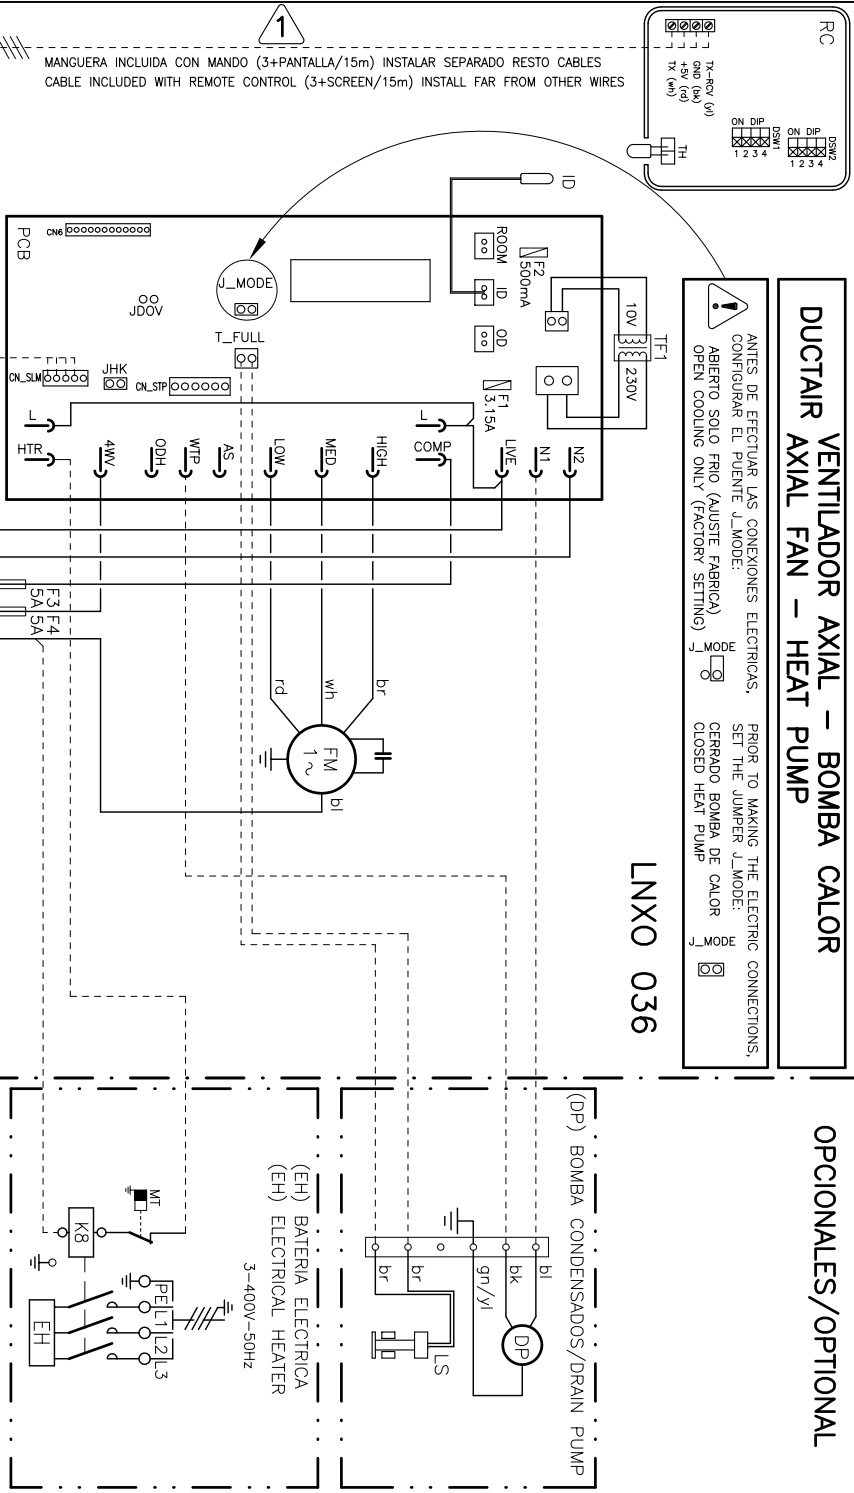 1
MANGUERA INCLUIDA CON MANDO (3+PANTALLA/15m) INSTALAR SEPARADO RESTO CABLES
CABLE INCLUDED WITH REMOTE CONTROL (3+SCREEN/15m) INSTALL FAR FROM OTHER WIRES
RC
TX-RCV (yl)
GND (bk)
+5V (rd)
TX (wh)
ON DIP
1 2 3 4
DSW1
ON DIP
1 2 3 4
DSW2
TH
VENTILADOR AXIAL - BOMBA CALOR
DUCTAIR AXIAL FAN - HEAT PUMP
ANTES DE EFECTUAR LAS CONEXIONES ELECTRICAS,
CONFIGURAR EL PUENTE J_MODE:
ABIERTO SOLO FRIO (AJUSTE FABRICA)
OPEN COOLING ONLY (FACTORY SETTING)
J_MODE
PRIOR TO MAKING THE ELECTRIC CONNECTIONS,
SET THE JUMPER J_MODE:
CERRADO BOMBA DE CALOR
CLOSED HEAT PUMP
J_MODE
LNXO 036
ID
PCB
CN6
J_MODE
JDOV
T_FULL
ROOM
ID
OD
F2
500mA
F1
3.15A
10V
230V
TF1
CN_SLM
JHK
CN_STP
L
HTR
4WV
ODH
WTP
AS
LOW
MED
HIGH
L
COMP
LIVE
N1
N2
F3
5A
F4
5A
rd
wh
br
FM
1 ~
bl
OPCIONALES/OPTIONAL
(DP) BOMBA CONDENSADOS/DRAIN PUMP
br
br
gn/yl
bk
bl
DP
LS
(EH) BATERIA ELECTRICA
(EH) ELECTRICAL HEATER
3-400V-50Hz
MT
K8
PE
L1
L2
L3
EH